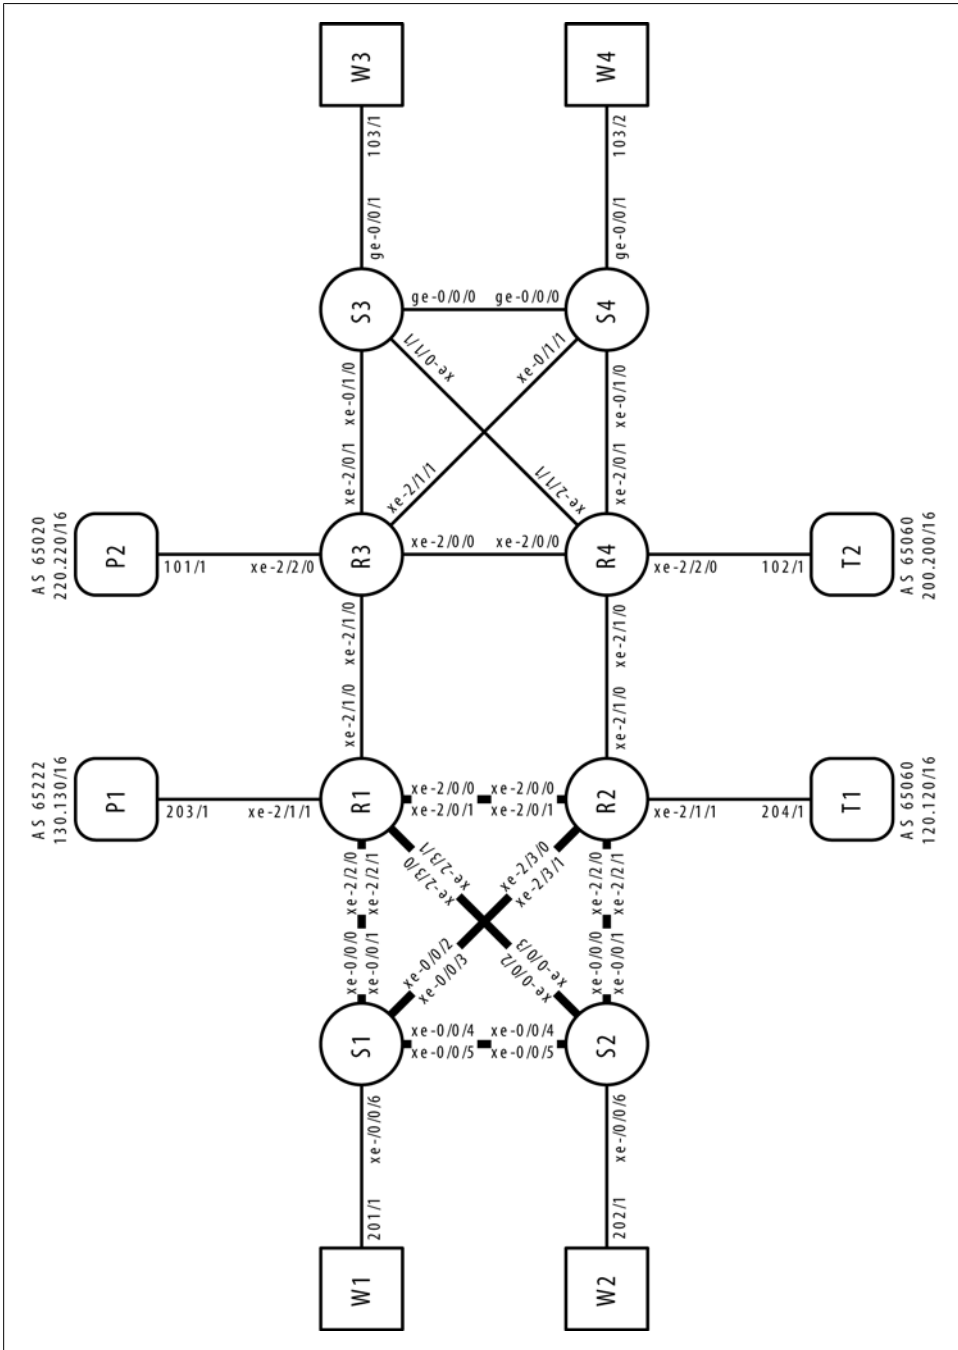 W3
W4
103/1
103/2
ge-0/0/1
ge-0/0/1
S3
ge-0/0/0
ge-0/0/0
S4
xe-0/1/1
xe-0/1/1
xe-0/1/0
xe-0/1/0
xe-2/0/1
xe-2/1/1
xe-2/1/1
xe-2/0/1
AS 65020
220.220/16
P2
101/1
xe-2/2/0
R3
xe-2/0/0
xe-2/0/0
R4
xe-2/2/0
102/1
T2
AS 65060
200.200/16
xe-2/1/0
xe-2/1/0
xe-2/1/0
xe-2/1/0
AS 65222
130.130/16
P1
203/1
xe-2/1/1
R1
xe-2/0/0
xe-2/0/1
xe-2/0/0
xe-2/0/1
R2
xe-2/1/1
204/1
T1
AS 65060
120.120/16
xe-2/2/0
xe-2/2/1
xe-2/3/1
xe-2/3/0
xe-2/3/0
xe-2/3/1
xe-2/2/0
xe-2/2/1
xe-0/0/0
xe-0/0/1
xe-0/0/2
xe-0/0/3
xe-0/0/3
xe-0/0/2
xe-0/0/0
xe-0/0/1
S1
xe-0/0/4
xe-0/0/5
xe-0/0/4
xe-0/0/5
S2
xe-/0/0/6
xe-/0/0/6
201/1
202/1
W1
W2